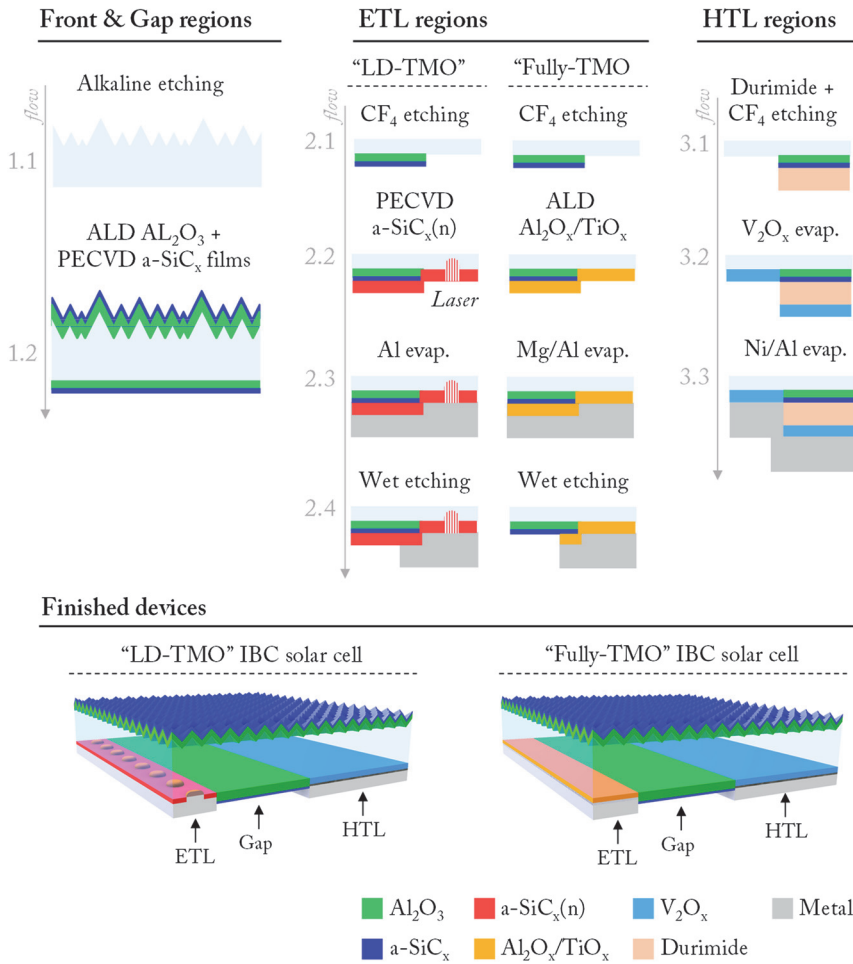 Front & Gap regions
Alkaline etching
flow
1.1
ALD AL₂O₃ +
PECVD a-SiCₓ films
1.2
ETL regions
"LD-TMO"
"Fully-TMO
flow
2.1
CF₄ etching
CF₄ etching
PECVD
a-SiCₓ(n)
ALD
Al₂Oₓ/TiOₓ
2.2
Laser
Al evap.
Mg/Al evap.
2.3
Wet etching
Wet etching
2.4
HTL regions
flow
Durimide +
CF₄ etching
3.1
V₂Oₓ evap.
3.2
Ni/Al evap.
3.3
Finished devices
"LD-TMO" IBC solar cell
ETL
Gap
HTL
"Fully-TMO" IBC solar cell
ETL
Gap
HTL
Al₂O₃
a-SiCₓ(n)
V₂Oₓ
Metal
a-SiCₓ
Al₂Oₓ/TiOₓ
Durimide